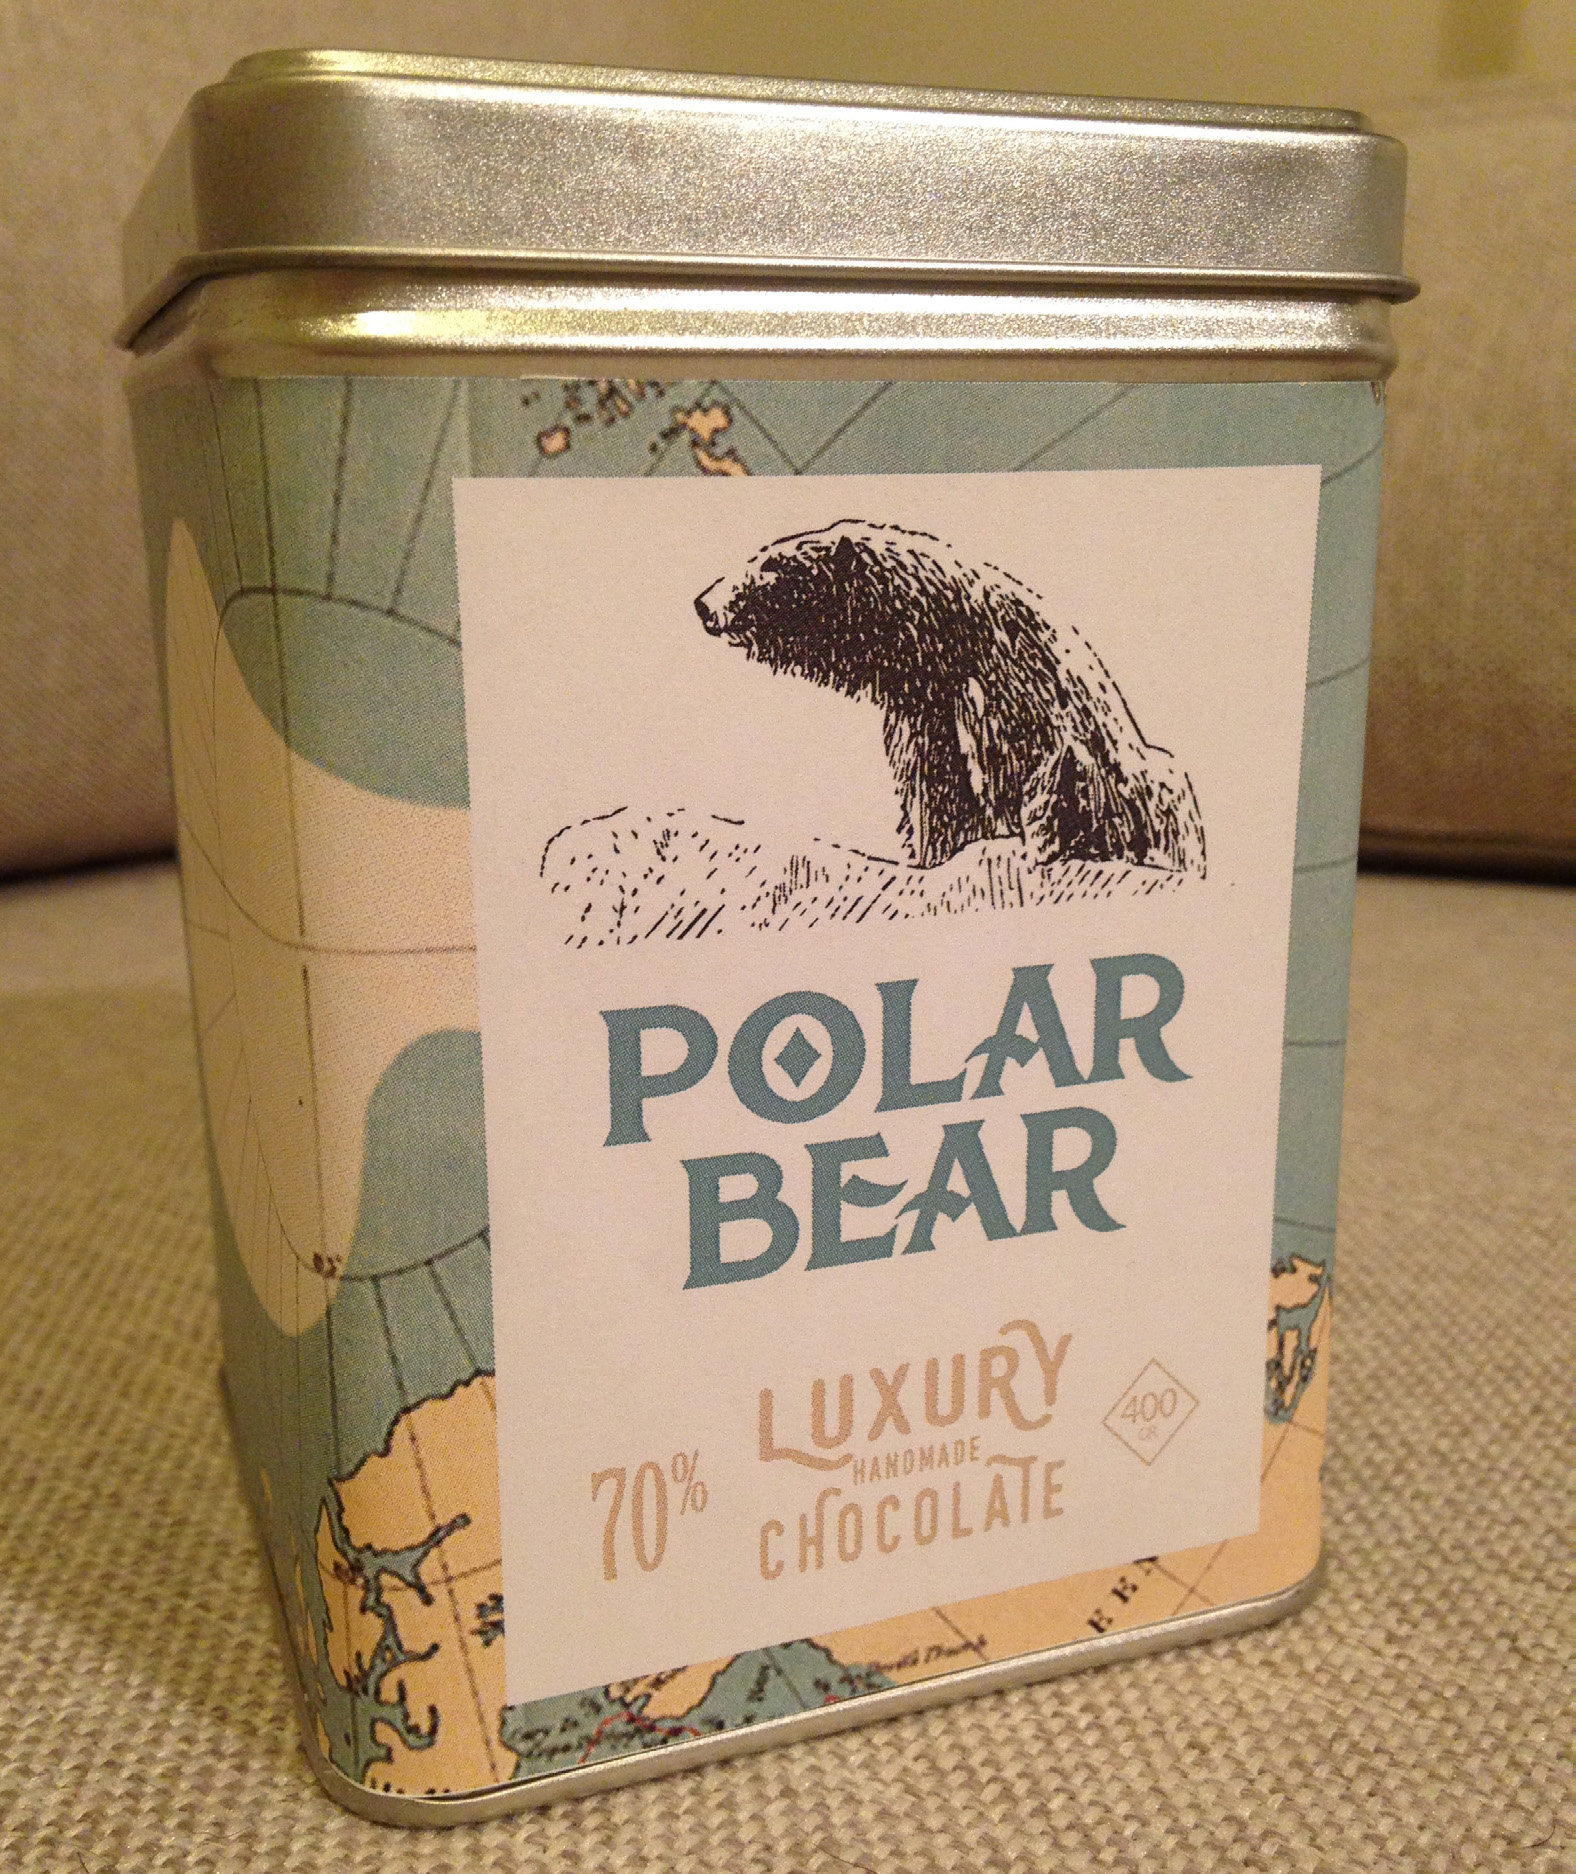 POLAR
BEAR
LUXURY
HANDMADE
CHOCOLATE
70%
400
GR